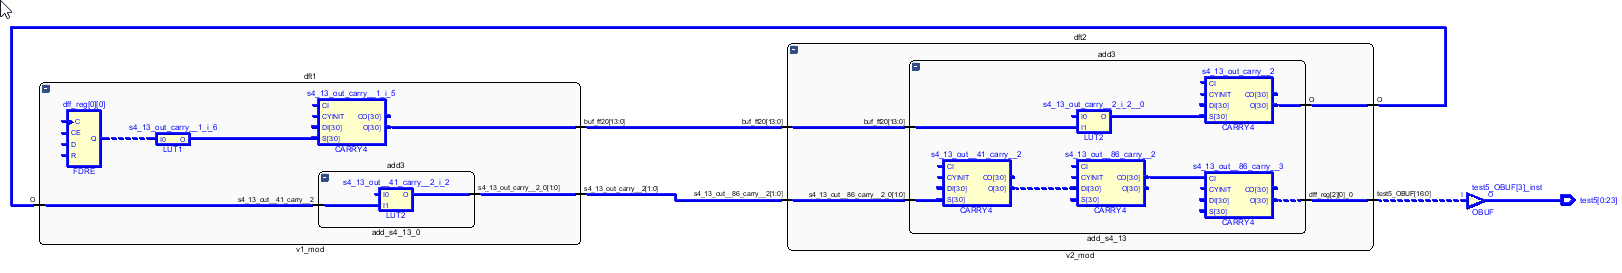 dft2
add3
s4_13_out_carry__2
CI
CYINIT CO[3:0]
DI[3:0] O[3:0]
S[3:0]
CARRY4
O
O
dft1
dff_reg[0][0]
C
CE
D
R
Q
FDRE
s4_13_out_carry__1_i_6
I0 O
LUT1
s4_13_out_carry__1_i_5
CI
CYINIT CO[3:0]
DI[3:0] O[3:0]
S[3:0]
CARRY4
buf_ff20[13:0]
buf_ff20[13:0]
buf_ff20[13:0]
s4_13_out_carry__2_i_2__0
I0 O
I1
LUT2
add3
s4_13_out__41_carry__2_i_2
I0 O
I1
LUT2
add_s4_13_0
O
s4_13_out__41_carry__2
s4_13_out_carry__2_0[1:0]
s4_13_out_carry__2[1:0]
s4_13_out__86_carry__2[1:0]
s4_13_out__86_carry__2_0[1:0]
v1_mod
s4_13_out__41_carry__2
CI
CYINIT CO[3:0]
DI[3:0] O[3:0]
S[3:0]
CARRY4
s4_13_out__86_carry__2
CI
CYINIT CO[3:0]
DI[3:0] O[3:0]
S[3:0]
CARRY4
s4_13_out__86_carry__3
CI
CYINIT CO[3:0]
DI[3:0] O[3:0]
S[3:0]
CARRY4
dff_reg[2][0]_0
test5_OBUF[16:0]
test5_OBUF[3]_inst
I O
OBUF
test5[0:23]
add_s4_13
v2_mod